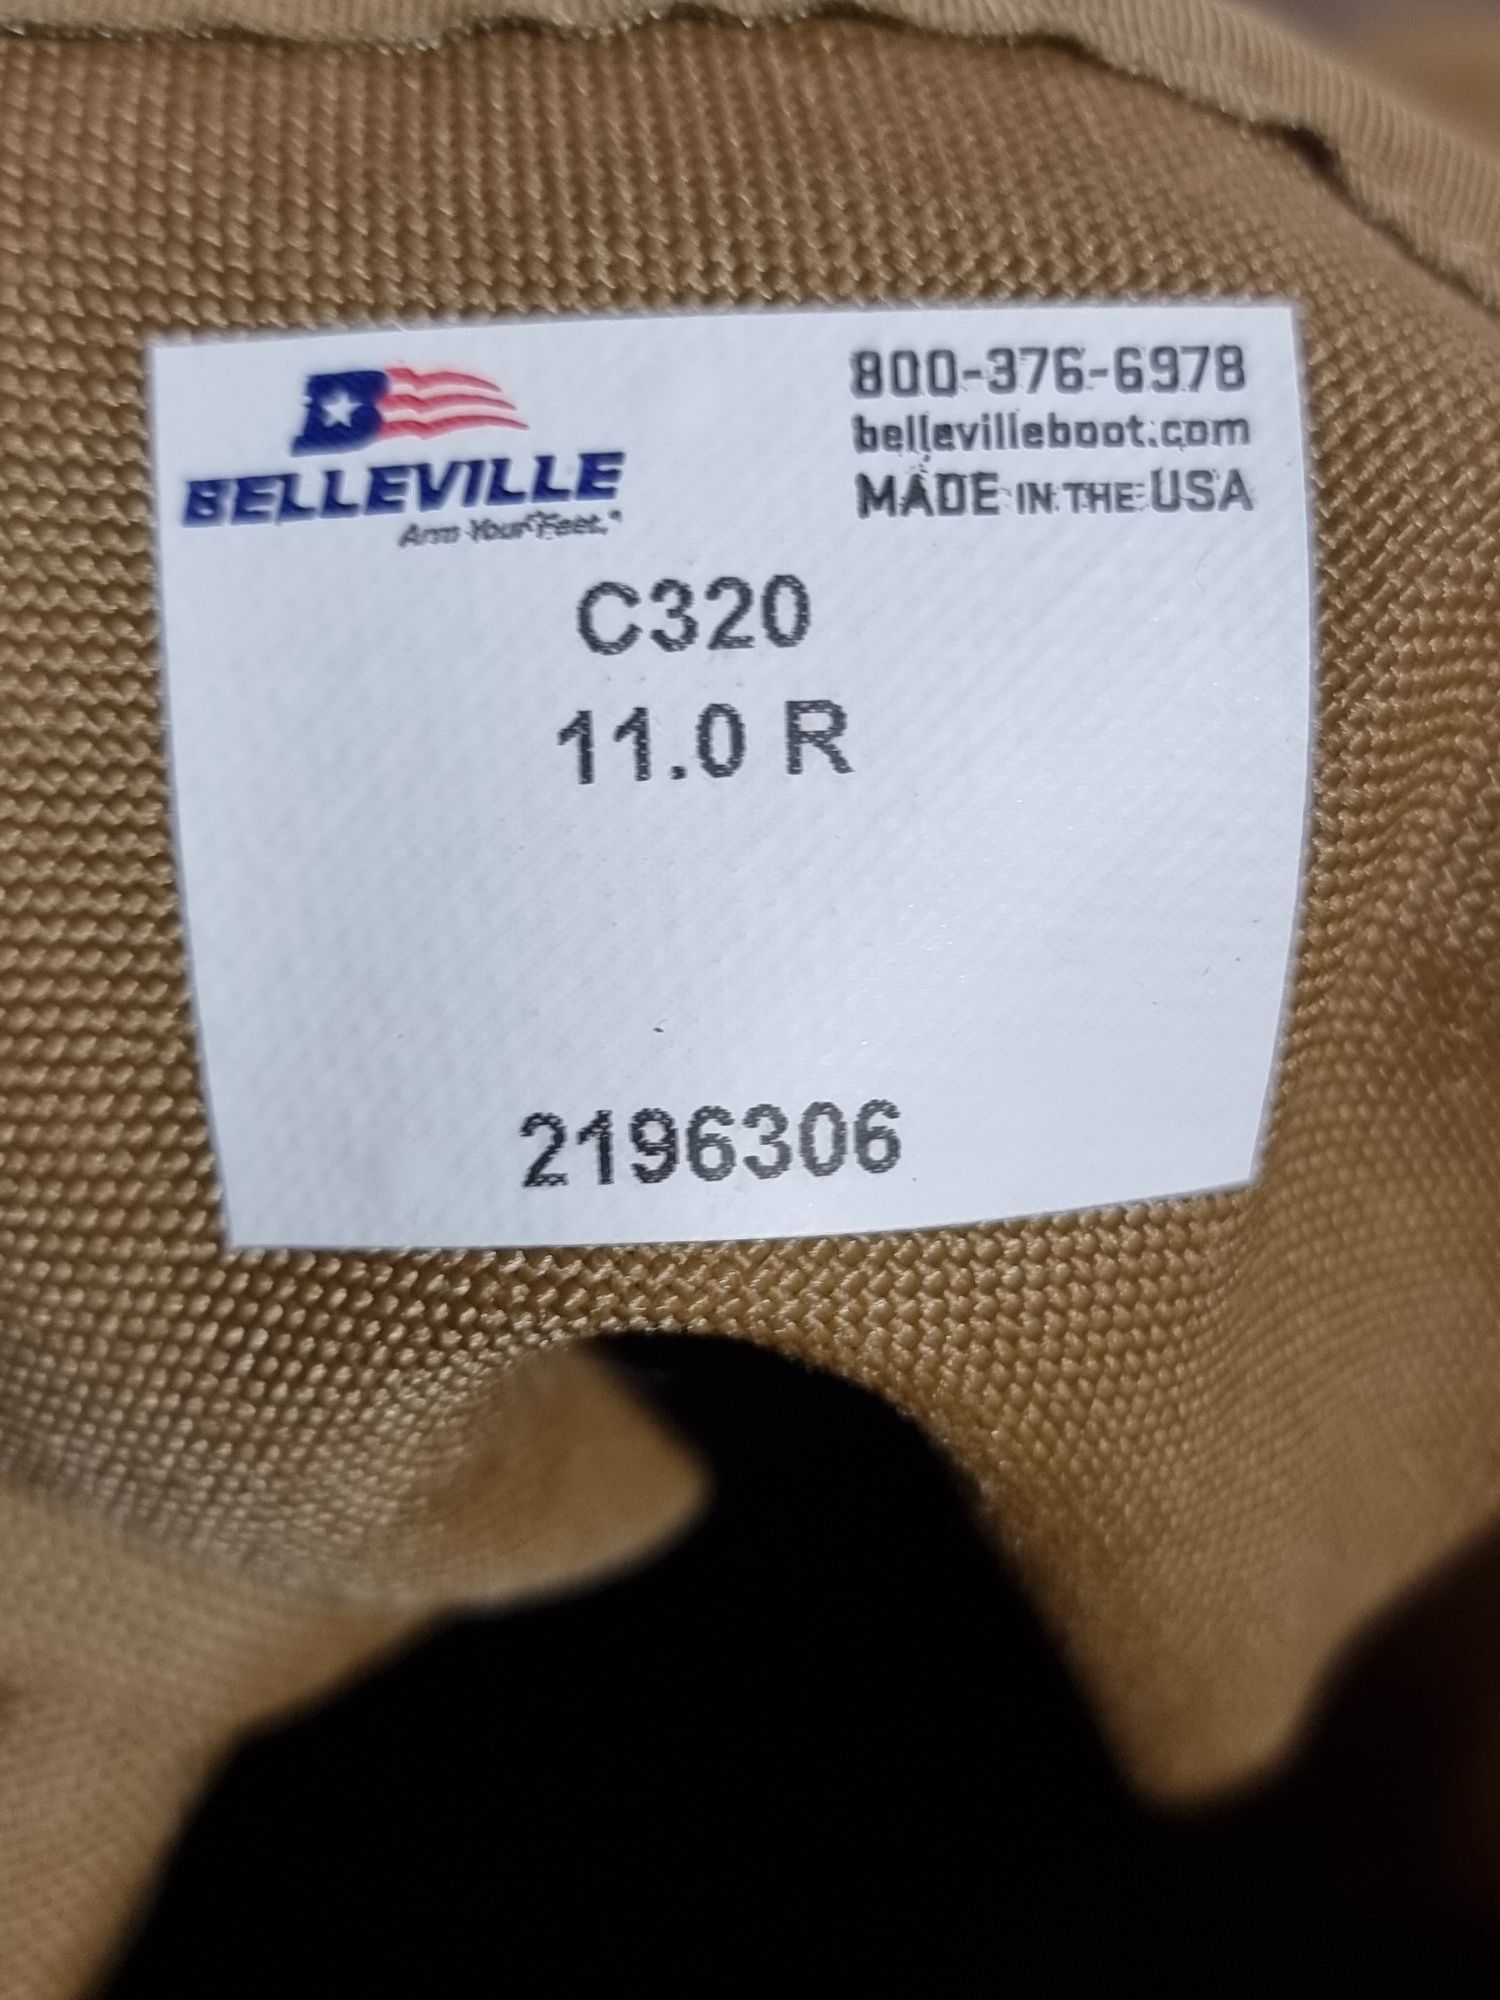 B
BELLEVILLE
Arm Your Feet.®
800-376-6978
bellevilleboot.com
MADE IN THE USA
C320
11.0 R
2196306